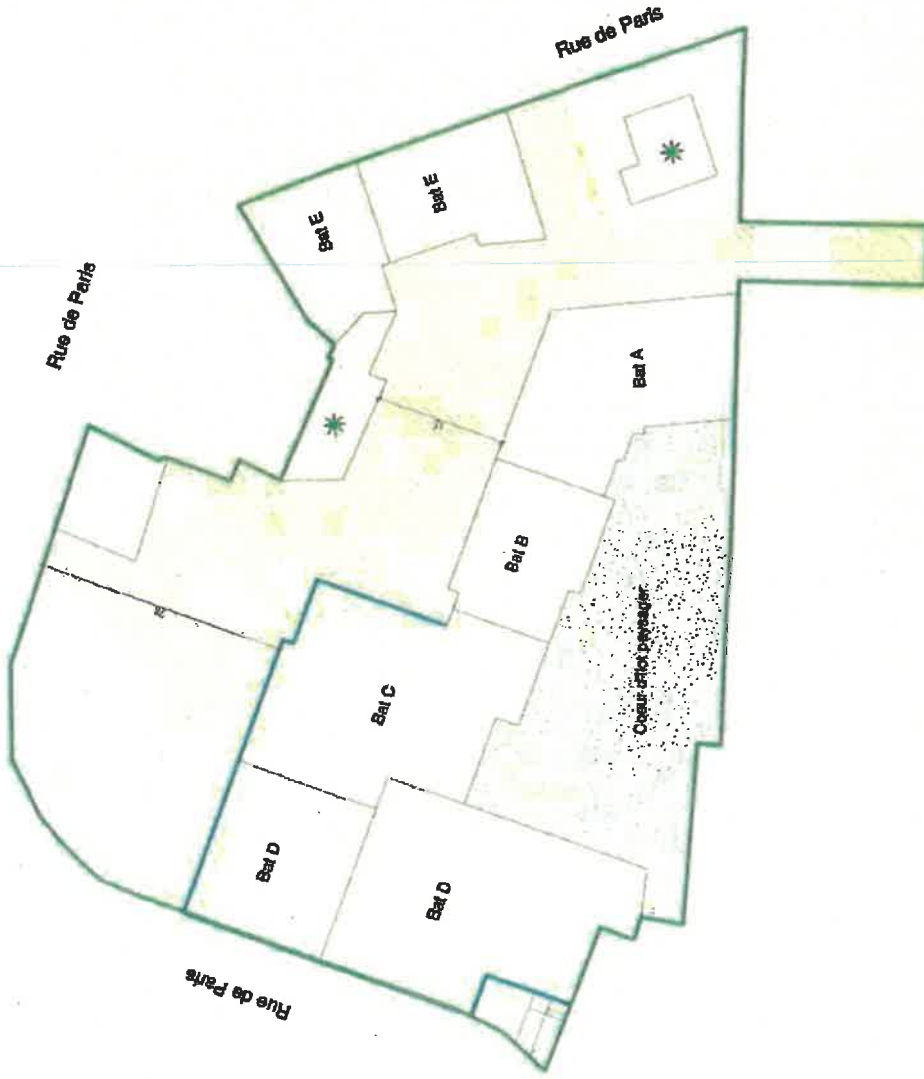 Rue de Paris
Rue de Paris
Bat E
Bat E
Bat A
Bat B
Bat C
Coeur d'îlot paysager
Bat D
Bat D
Rue de Paris